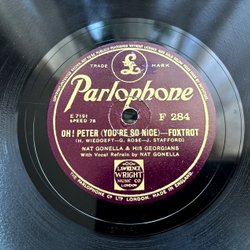 TRADE MARK
Parlophone
E 7191
SPEED 78
F 284
OH! PETER (YOU'RE SO NICE)—FOXTROT
(H. WIEDOEFT—G. ROSE—J. STAFFORD)
NAT GONELLA & HIS GEORGIANS
With Vocal Refrain by NAT GONELLA
LAWRENCE
WRIGHT
MUSIC CO.
LONDON
THE PARLOPHONE CO. LTD. LONDON. MADE IN ENGLAND.